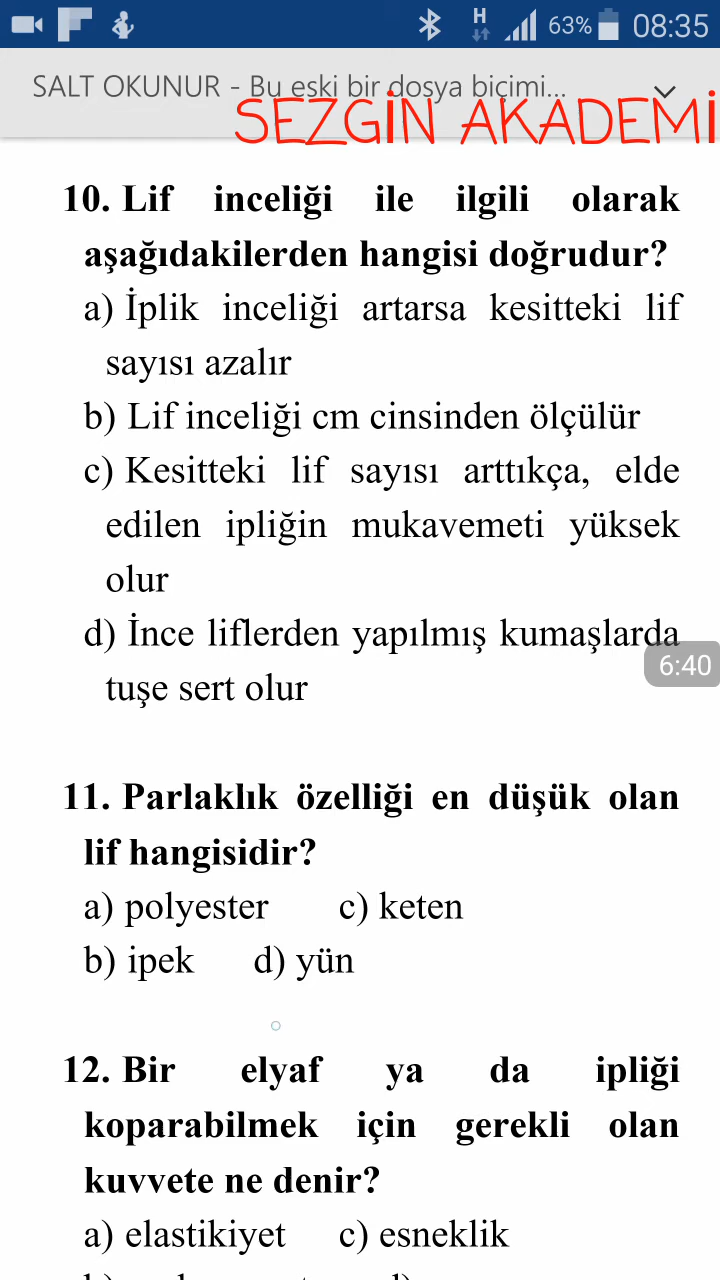 63% 08:35
SALT OKUNUR - Bu eski bir dosya biçimi...
SEZGİN AKADEMİ
10. Lif inceliği ile ilgili olarak
aşağıdakilerden hangisi doğrudur?
a) İplik inceliği artarsa kesitteki lif
sayısı azalır
b) Lif inceliği cm cinsinden ölçülür
c) Kesitteki lif sayısı arttıkça, elde
edilen ipliğin mukavemeti yüksek
olur
d) İnce liflerden yapılmış kumaşlarda
6:40
tuşe sert olur
11. Parlaklık özelliği en düşük olan
lif hangisidir?
a) polyester c) keten
b) ipek d) yün
12. Bir elyaf ya da ipliği
koparabilmek için gerekli olan
kuvvete ne denir?
a) elastikiyet c) esneklik